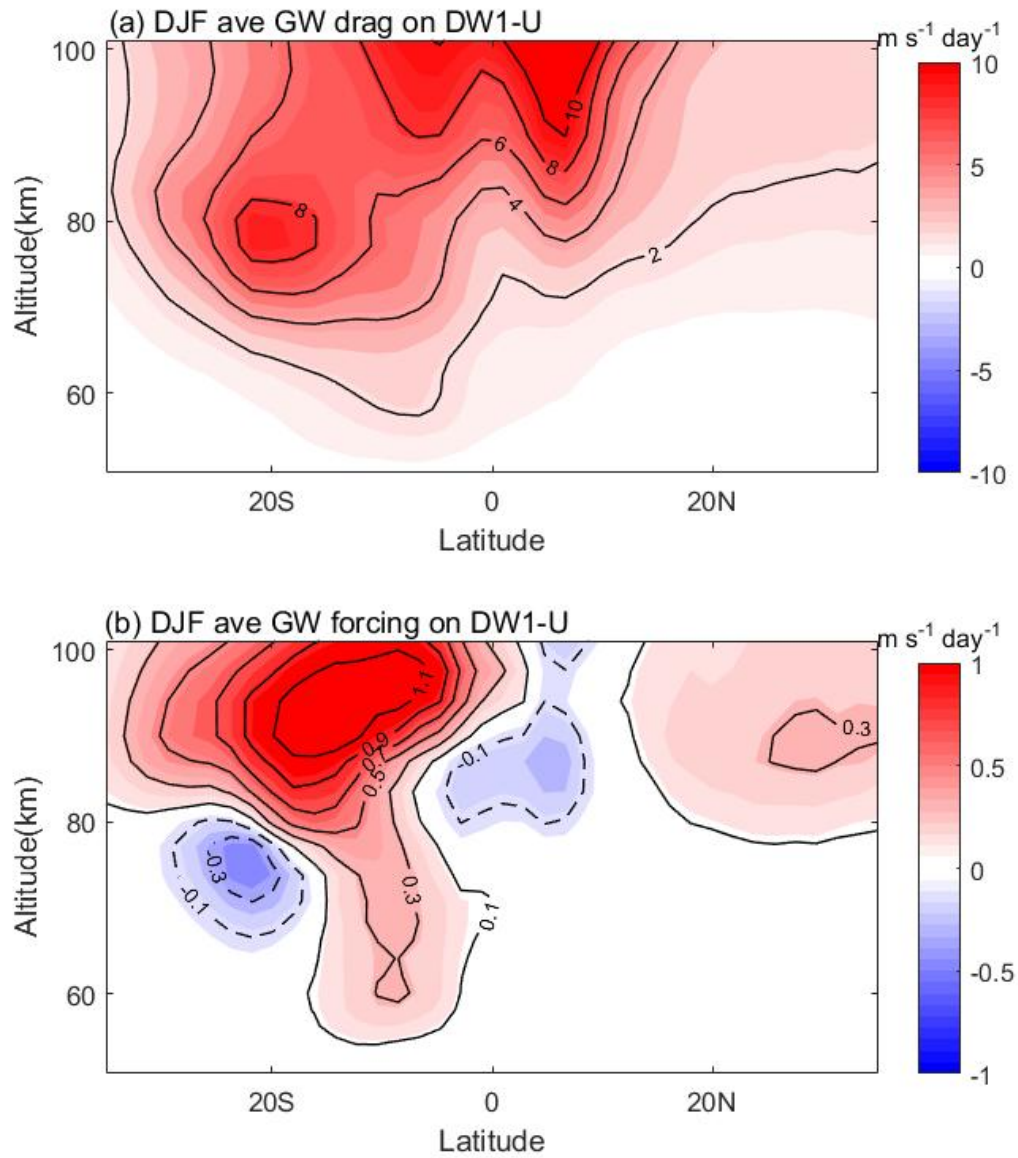 (a) DJF ave GW drag on DW1-U
m s-1 day-1
100
80
60
Altitude(km)
20S
0
20N
Latitude
10
5
0
-5
-10
10
8
6
8
4
2
(b) DJF ave GW forcing on DW1-U
m s-1 day-1
100
80
60
Altitude(km)
20S
0
20N
Latitude
1
0.5
0
-0.5
-1
1.1
0.9
0.7
0.5
0.3
0.1
-0.1
-0.3
-0.1
0.3